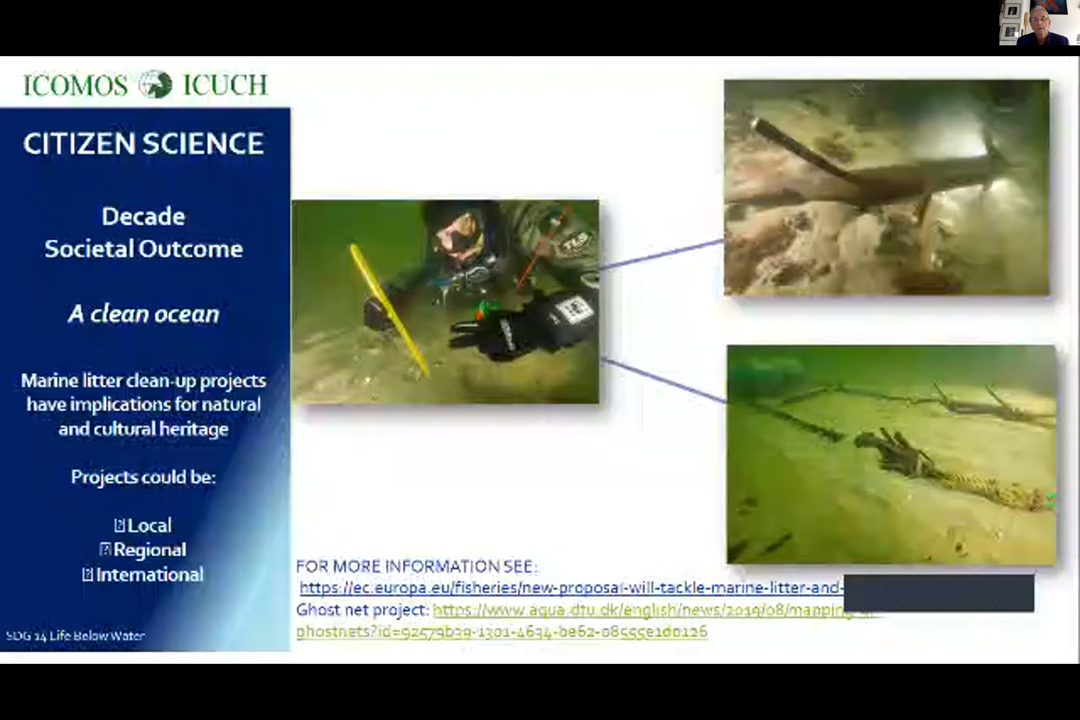 ICOMOS ICUCH
CITIZEN SCIENCE
Decade
Societal Outcome
A clean ocean
Marine litter clean-up projects
have implications for natural
and cultural heritage
Projects could be:
Local
Regional
International
SDG 14 Life Below Water
TLS
FOR MORE INFORMATION SEE:
https://ec.europa.eu/fisheries/new-proposal-will-tackle-marine-litter-and-
Ghost net project: https://www.aqua.dtu.dk/english/news/2019/08/mapping-
ghostnets?id=92579b39-1301-4634-be62-08555e1d0126